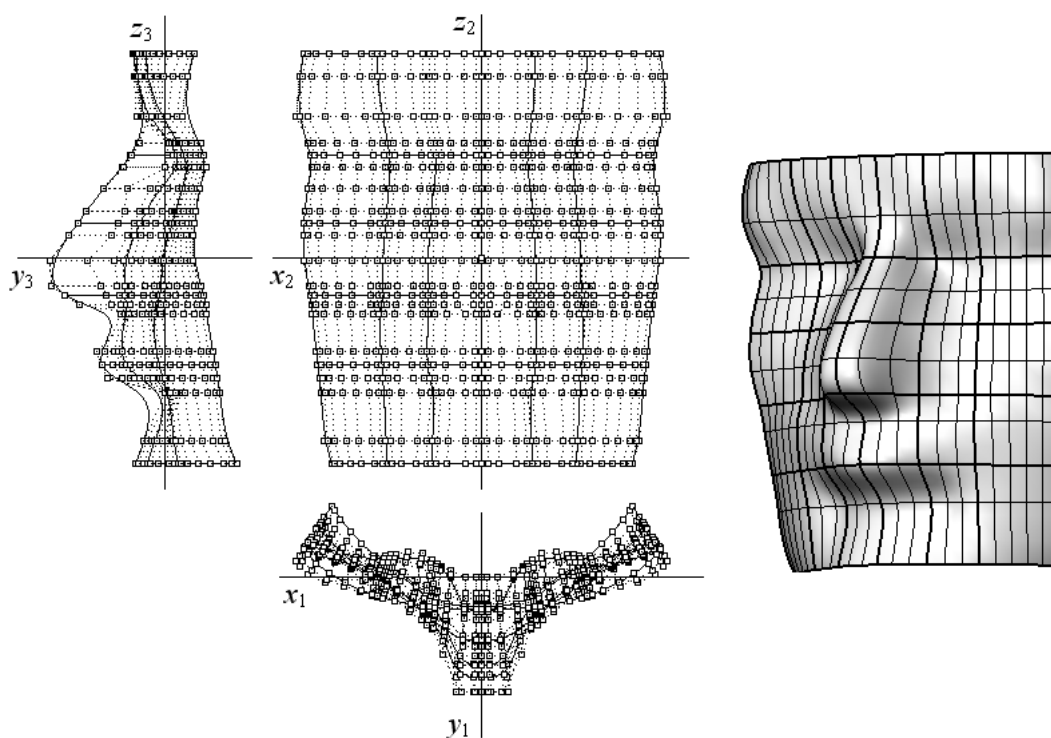 z₃ z₂
y₃ x₂
x₁
y₁